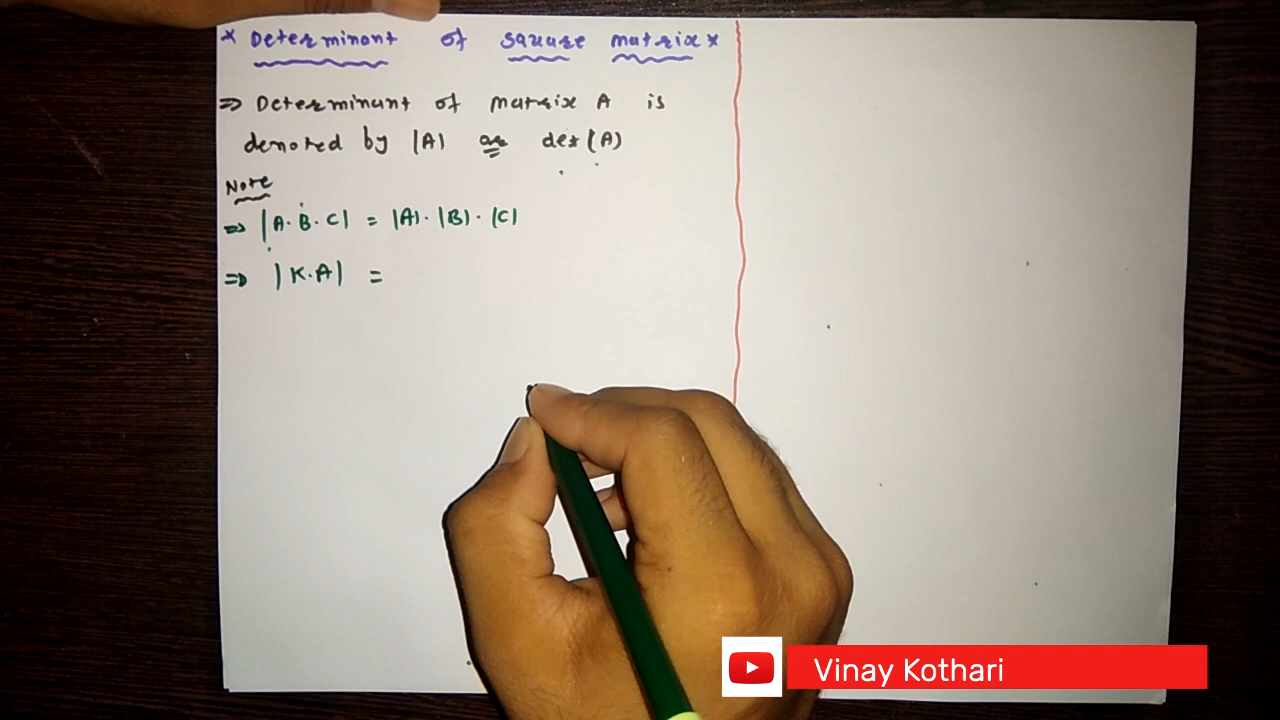 * Determinant of square matrix *
⇒ Determinant of matrix A is
denoted by |A| or det(A)
Note
⇒ |A·B·C| = |A|·|B|·|C|
⇒ |K·A| =
Vinay Kothari